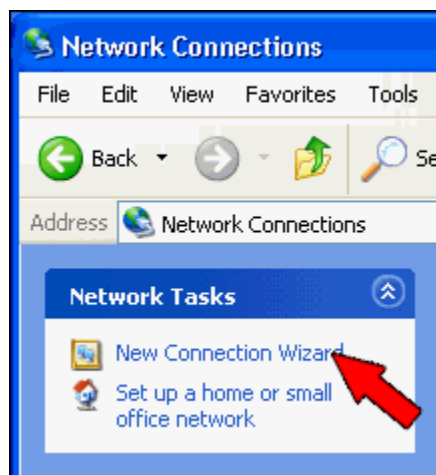 Network Connections
File Edit View Favorites Tools
Back
Address Network Connections
Network Tasks
New Connection Wizard
Set up a home or small
office network